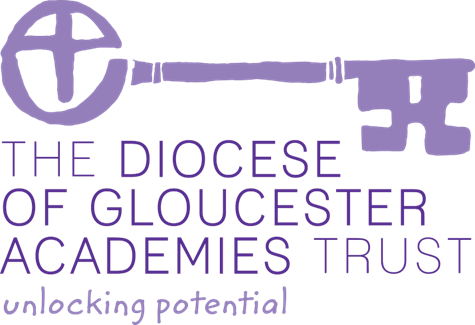 THE DIOCESE
OF GLOUCESTER
ACADEMIES TRUST
unlocking potential